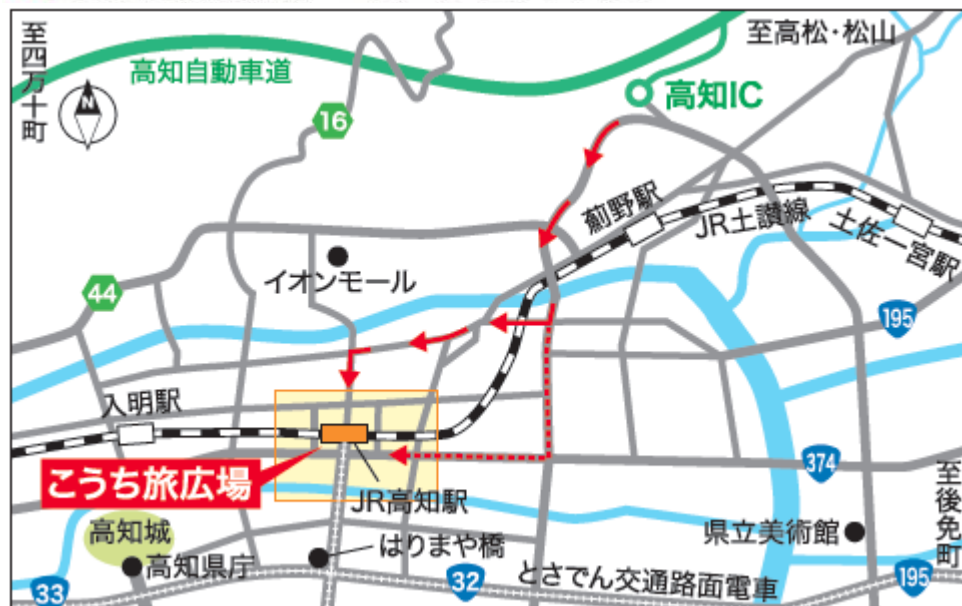 至四万十町
高知自動車道
至高松・松山
N
高知IC
16
薊野駅
JR土讃線
土佐一宮駅
イオンモール
44
195
入明駅
374
こうち旅広場
JR高知駅
至後免町
高知城
高知県庁
はりまや橋
県立美術館
33
32
とさでん交通路面電車
195